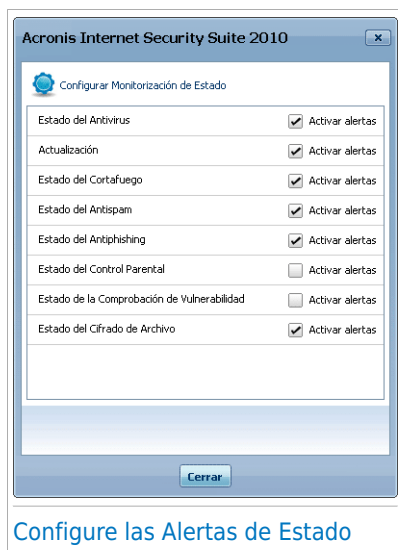 Acronis Internet Security Suite 2010
Configurar Monitorización de Estado
Estado del Antivirus Activar alertas
Actualización Activar alertas
Estado del Cortafuego Activar alertas
Estado del Antispam Activar alertas
Estado del Antiphishing Activar alertas
Estado del Control Parental Activar alertas
Estado de la Comprobación de Vulnerabilidad Activar alertas
Estado del Cifrado de Archivo Activar alertas
Cerrar
Configure las Alertas de Estado